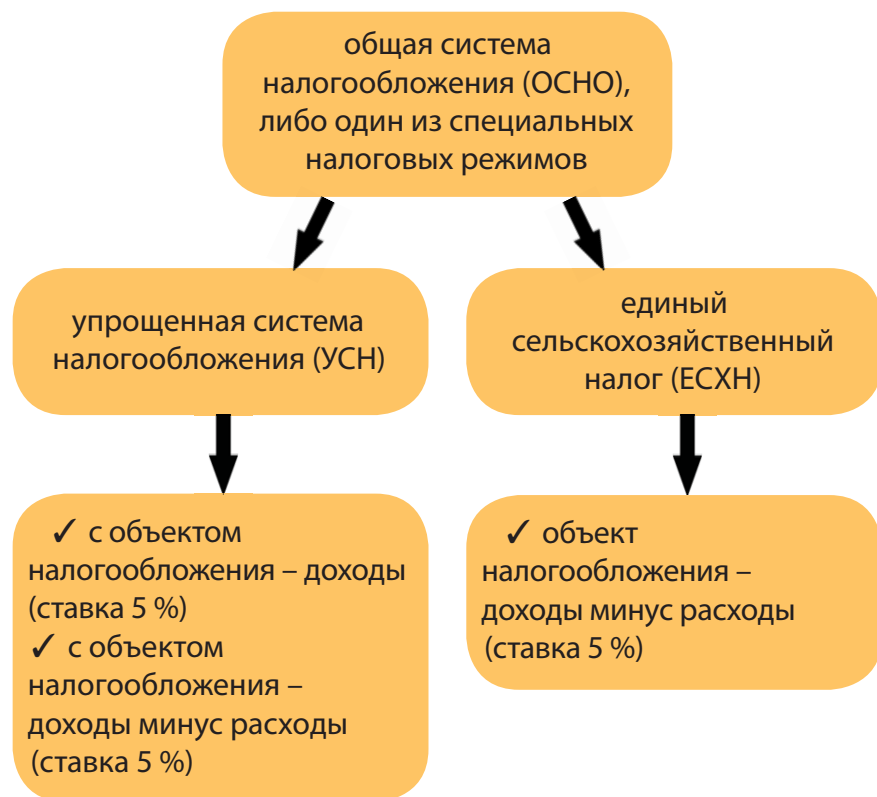 общая система
налогообложения (ОСНО),
либо один из специальных
налоговых режимов
упрощенная система
налогообложения (УСН)
единый
сельскохозяйственный
налог (ЕСХН)
✓ с объектом
налогообложения – доходы
(ставка 5 %)
✓ с объектом
налогообложения –
доходы минус расходы
(ставка 5 %)
✓ объект
налогообложения –
доходы минус расходы
(ставка 5 %)